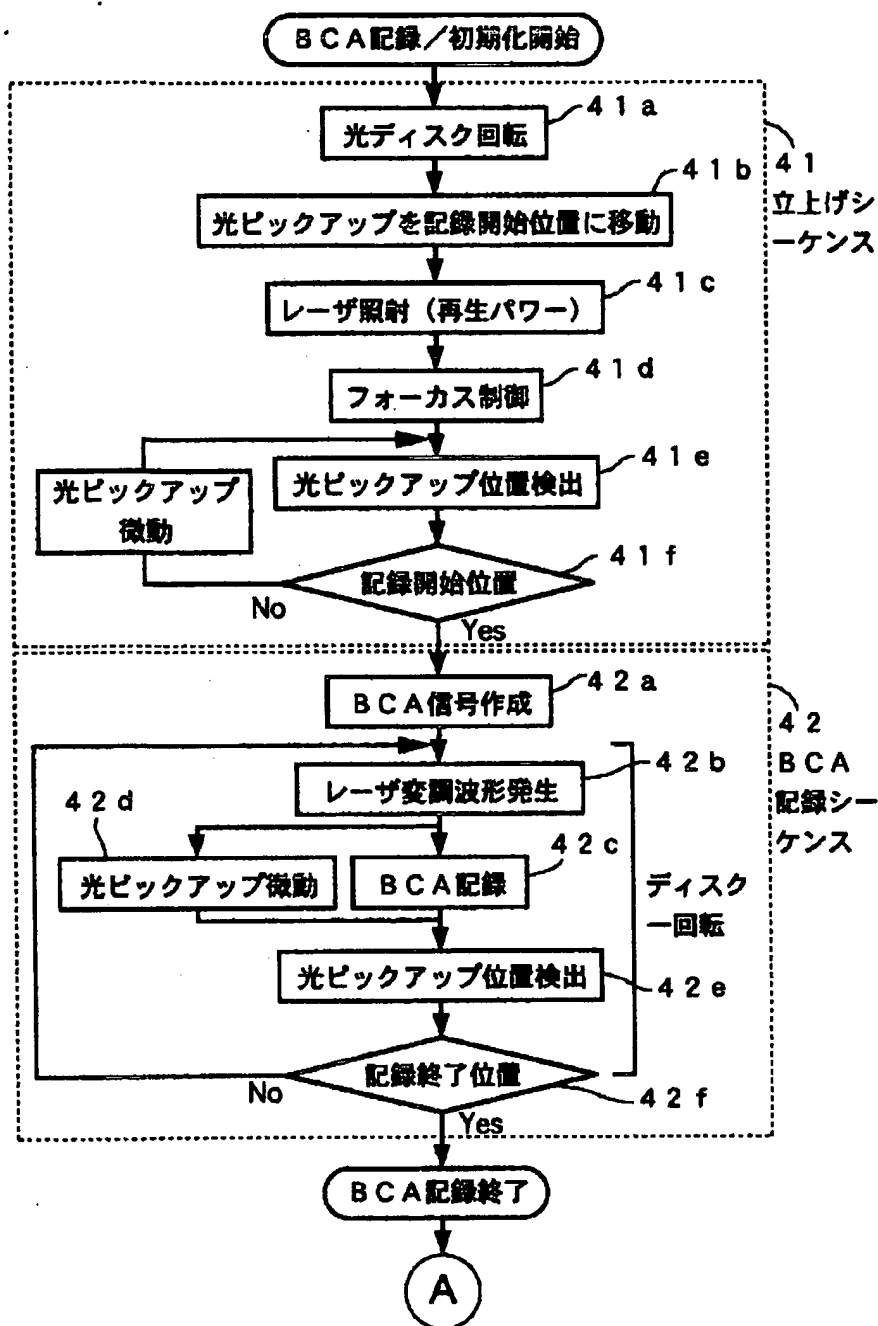 BCA記録／初期化開始
41a
光ディスク回転
41b
光ピックアップを記録開始位置に移動
41
立上げシ
ーケンス
41c
レーザ照射（再生パワー）
41d
フォーカス制御
41e
光ピックアップ位置検出
光ピックアップ
微動
41f
記録開始位置
No
Yes
42a
BCA信号作成
42
BCA
記録シー
ケンス
42b
レーザ変調波形発生
42d
42c
光ピックアップ微動
BCA記録
ディスク
一回転
光ピックアップ位置検出
42e
記録終了位置
No
42f
Yes
BCA記録終了
A